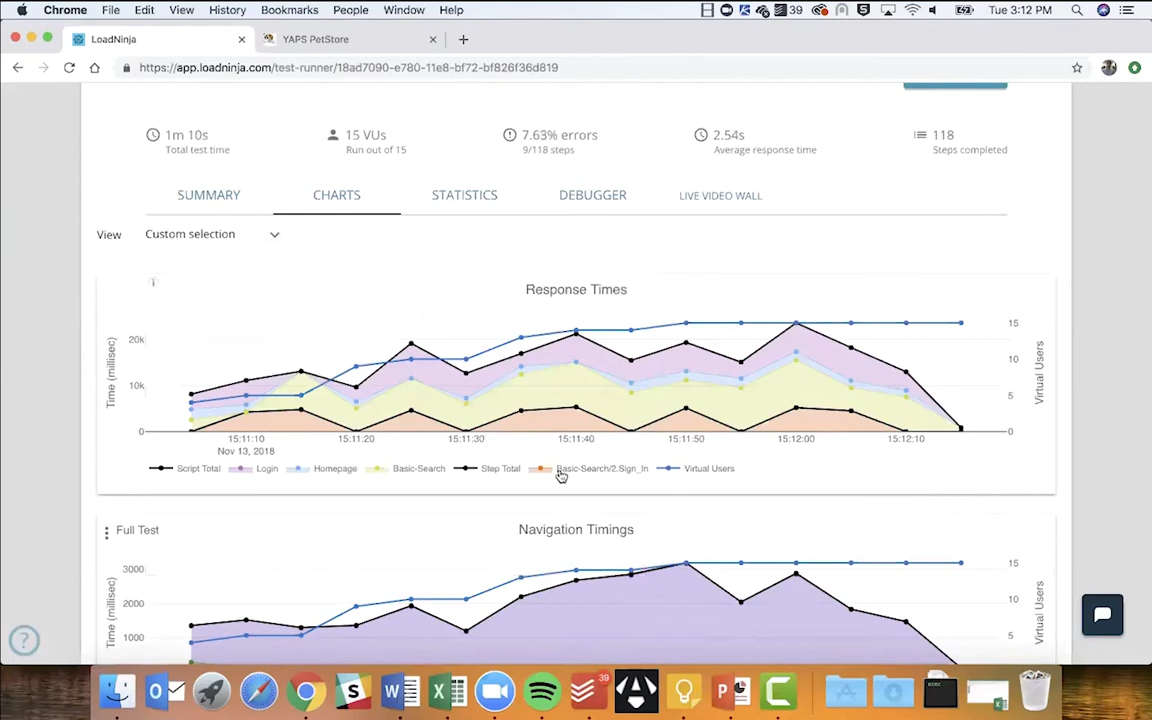 Chrome File Edit View History Bookmarks People Window Help 39 Tue 3:12 PM
LoadNinja YAPS PetStore
https://app.loadninja.com/test-runner/18ad7090-e780-11e8-bf72-bf826f36d819
1m 10s 15 VUs 7.63% errors 2.54s 118
Total test time Run out of 15 9/118 steps Average response time Steps completed
SUMMARY CHARTS STATISTICS DEBUGGER LIVE VIDEO WALL
View Custom selection
Response Times
Time (millisec)
20k
10k
0
15
10
5
0
Virtual Users
15:11:10 15:11:20 15:11:30 15:11:40 15:11:50 15:12:00 15:12:10
Nov 13, 2018
Script Total Login Homepage Basic-Search Step Total Basic-Search/2.Sign_In Virtual Users
Full Test Navigation Timings
Time (millisec)
3000
2000
1000
15
10
5
Virtual Users
39
EXEC